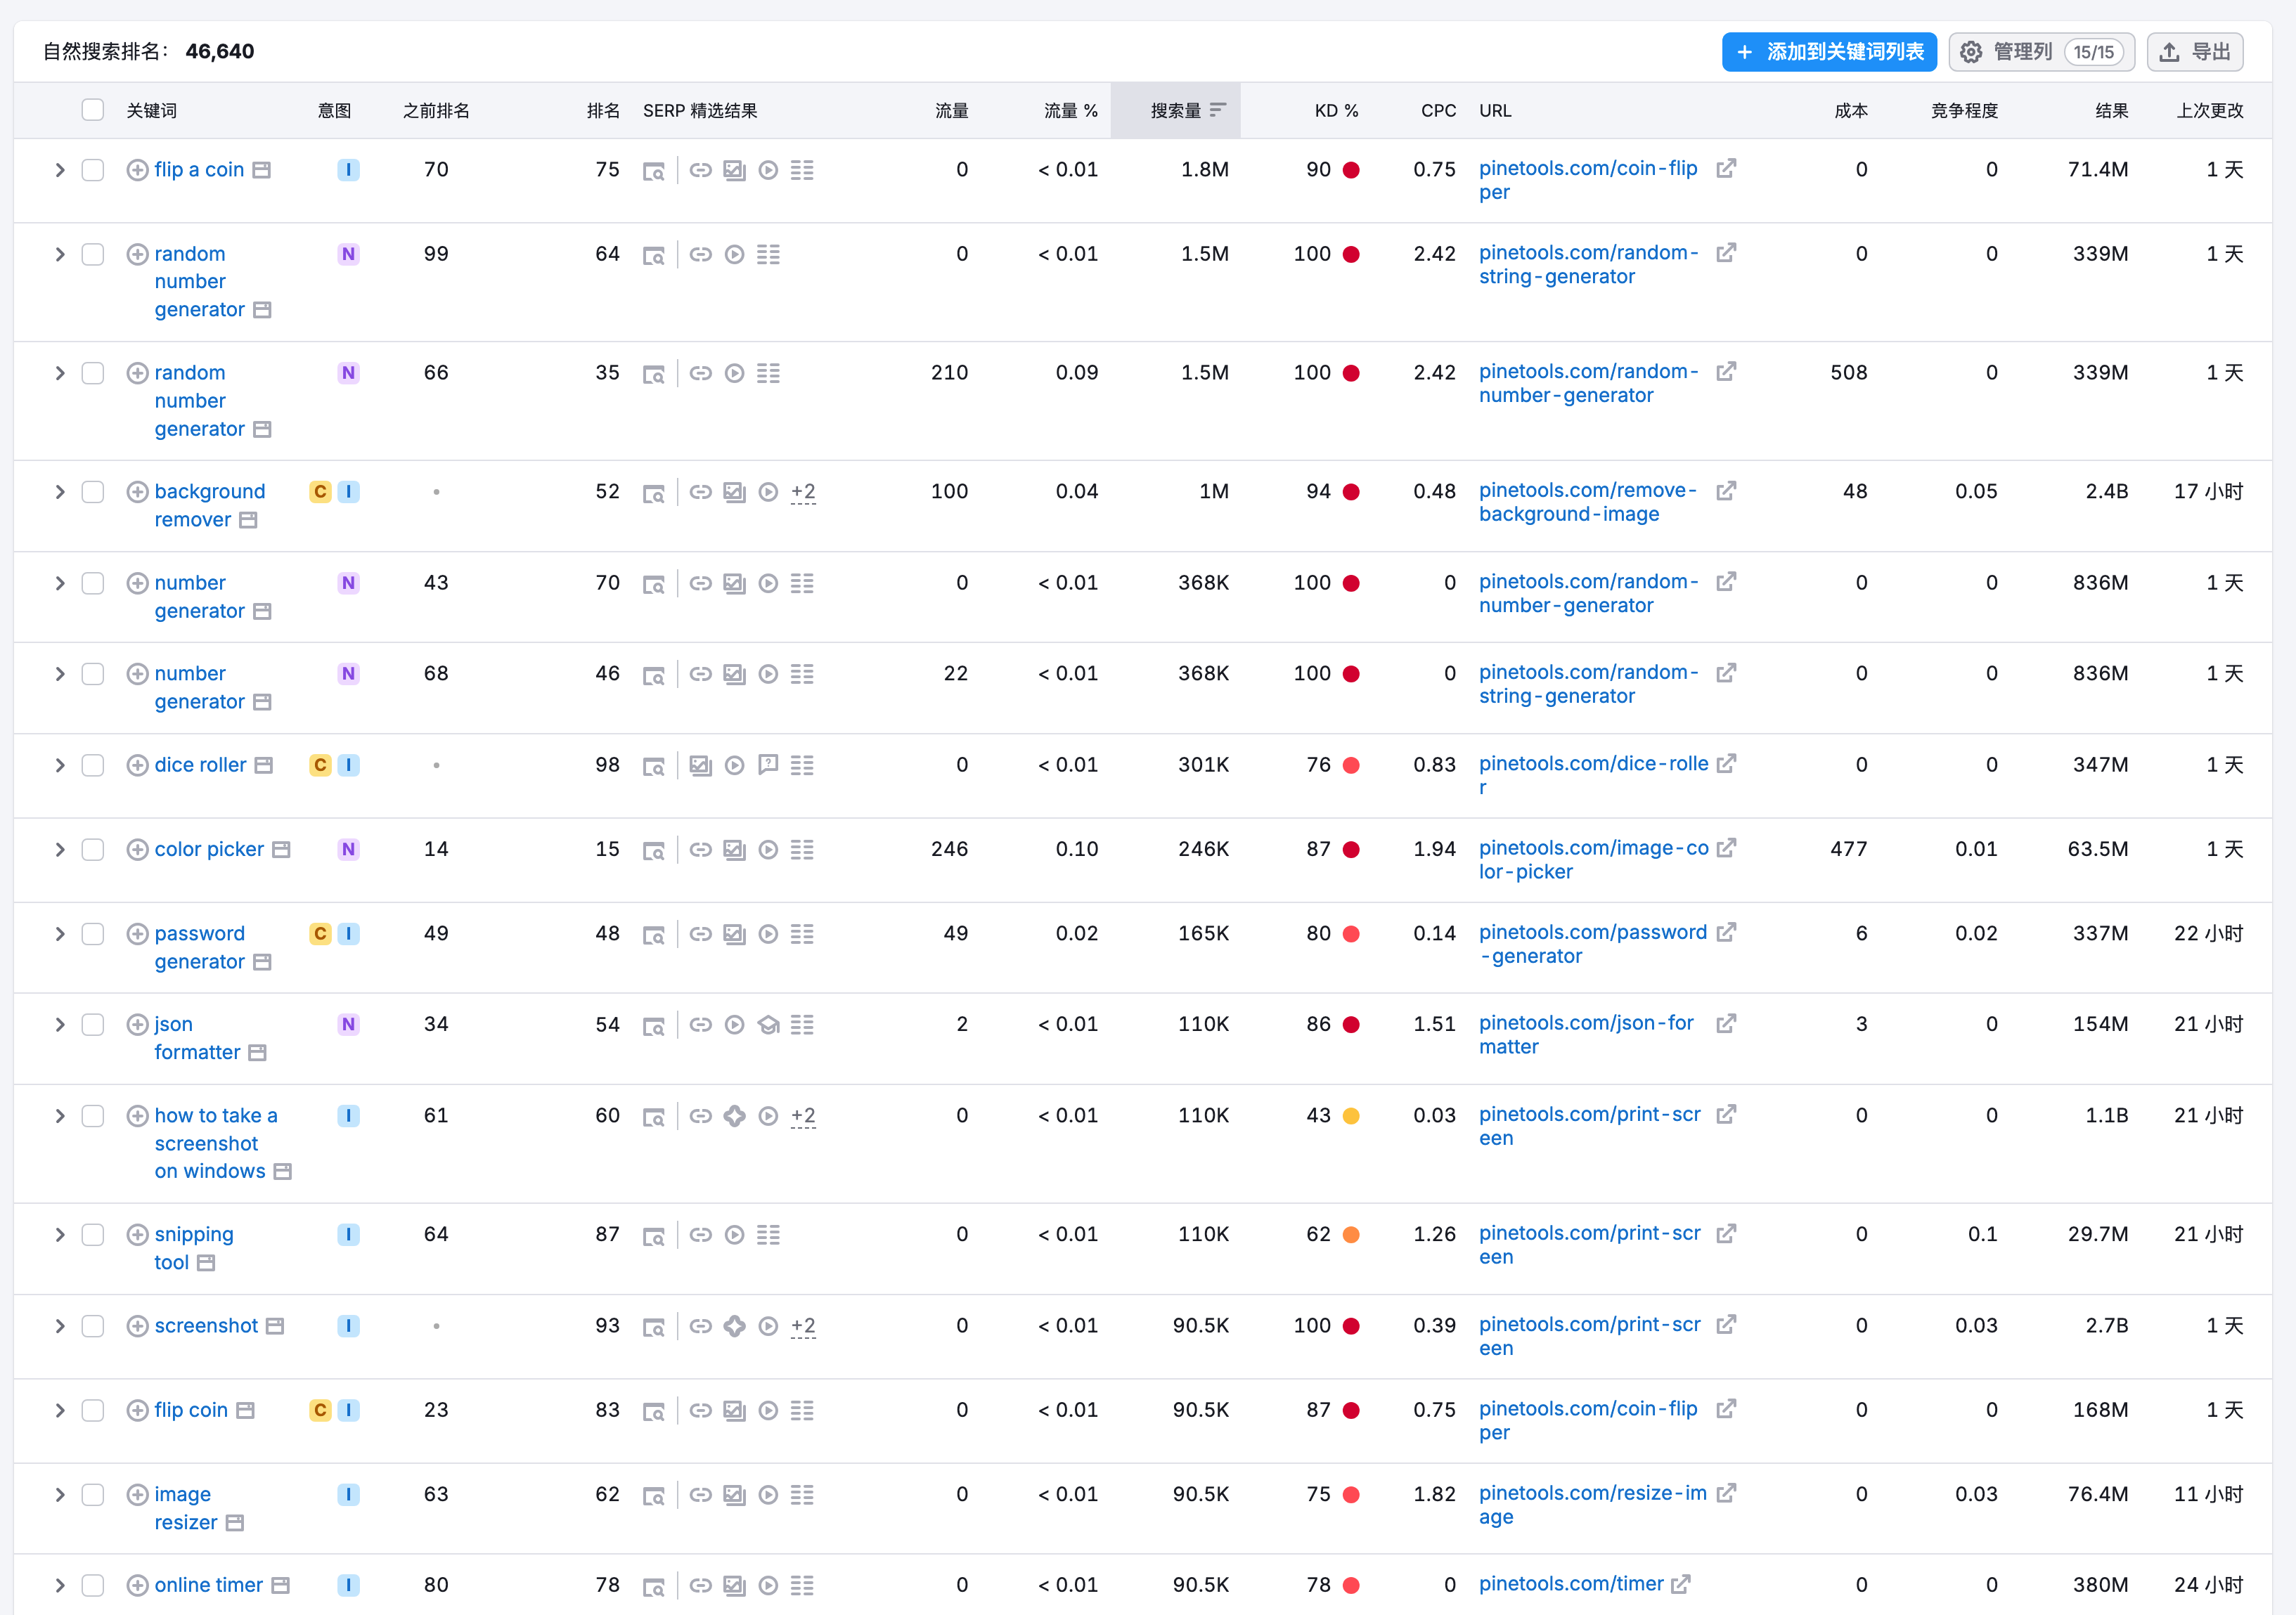 自然搜索排名： 46,640
+ 添加到关键词列表 管理列 15/15 导出
关键词 意图 之前排名 排名 SERP 精选结果 流量 流量 % 搜索量 KD % CPC URL 成本 竞争程度 结果 上次更改
flip a coin I 70 75 0 < 0.01 1.8M 90 0.75 pinetools.com/coin-flip 0 0 71.4M 1 天
per
random N 99 64 0 < 0.01 1.5M 100 2.42 pinetools.com/random- 0 0 339M 1 天
number string-generator
generator
random N 66 35 210 0.09 1.5M 100 2.42 pinetools.com/random- 508 0 339M 1 天
number number-generator
generator
background C I 52 +2 100 0.04 1M 94 0.48 pinetools.com/remove- 48 0.05 2.4B 17 小时
remover background-image
number N 43 70 0 < 0.01 368K 100 0 pinetools.com/random- 0 0 836M 1 天
generator number-generator
number N 68 46 22 < 0.01 368K 100 0 pinetools.com/random- 0 0 836M 1 天
generator string-generator
dice roller C I 98 0 < 0.01 301K 76 0.83 pinetools.com/dice-rolle 0 0 347M 1 天
r
color picker N 14 15 246 0.10 246K 87 1.94 pinetools.com/image-co 477 0.01 63.5M 1 天
lor-picker
password C I 49 48 49 0.02 165K 80 0.14 pinetools.com/password 6 0.02 337M 22 小时
generator -generator
json N 34 54 2 < 0.01 110K 86 1.51 pinetools.com/json-for 3 0 154M 21 小时
formatter matter
how to take a I 61 60 +2 0 < 0.01 110K 43 0.03 pinetools.com/print-scr 0 0 1.1B 21 小时
screenshot een
on windows
snipping I 64 87 0 < 0.01 110K 62 1.26 pinetools.com/print-scr 0 0.1 29.7M 21 小时
tool een
screenshot I 93 +2 0 < 0.01 90.5K 100 0.39 pinetools.com/print-scr 0 0.03 2.7B 1 天
een
flip coin C I 23 83 0 < 0.01 90.5K 87 0.75 pinetools.com/coin-flip 0 0 168M 1 天
per
image I 63 62 0 < 0.01 90.5K 75 1.82 pinetools.com/resize-im 0 0.03 76.4M 11 小时
resizer age
online timer I 80 78 0 < 0.01 90.5K 78 0 pinetools.com/timer 0 0 380M 24 小时